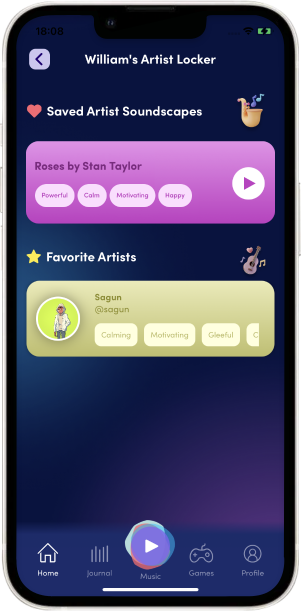 18:08
William's Artist Locker
Saved Artist Soundscapes
Roses by Stan Taylor
Powerful Calm Motivating Happy
Favorite Artists
Sagun
@sagun
Calming Motivating Gleeful C
Home Journal Music Games Profile